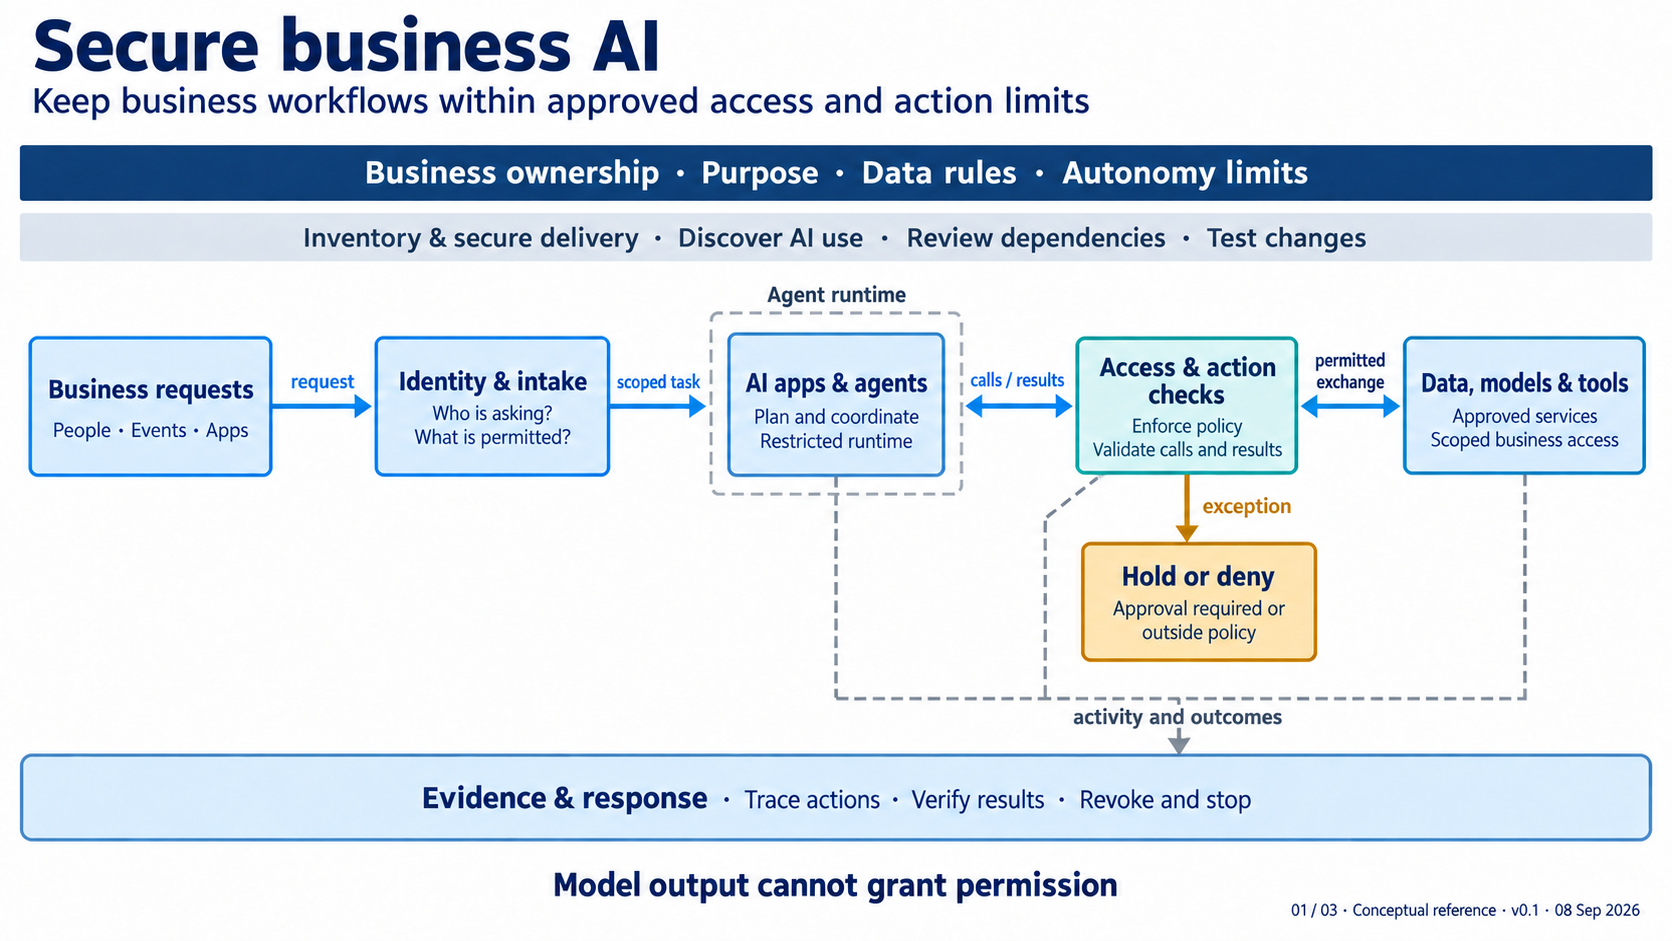 Secure business AI
Keep business workflows within approved access and action limits
Business ownership · Purpose · Data rules · Autonomy limits
Inventory & secure delivery · Discover AI use · Review dependencies · Test changes
Agent runtime
Business requests
People · Events · Apps
request
Identity & intake
Who is asking?
What is permitted?
scoped task
AI apps & agents
Plan and coordinate
Restricted runtime
calls / results
Access & action
checks
Enforce policy
Validate calls and results
permitted
exchange
Data, models & tools
Approved services
Scoped business access
exception
Hold or deny
Approval required or
outside policy
activity and outcomes
Evidence & response · Trace actions · Verify results · Revoke and stop
Model output cannot grant permission
01 / 03 · Conceptual reference · v0.1 · 08 Sep 2026